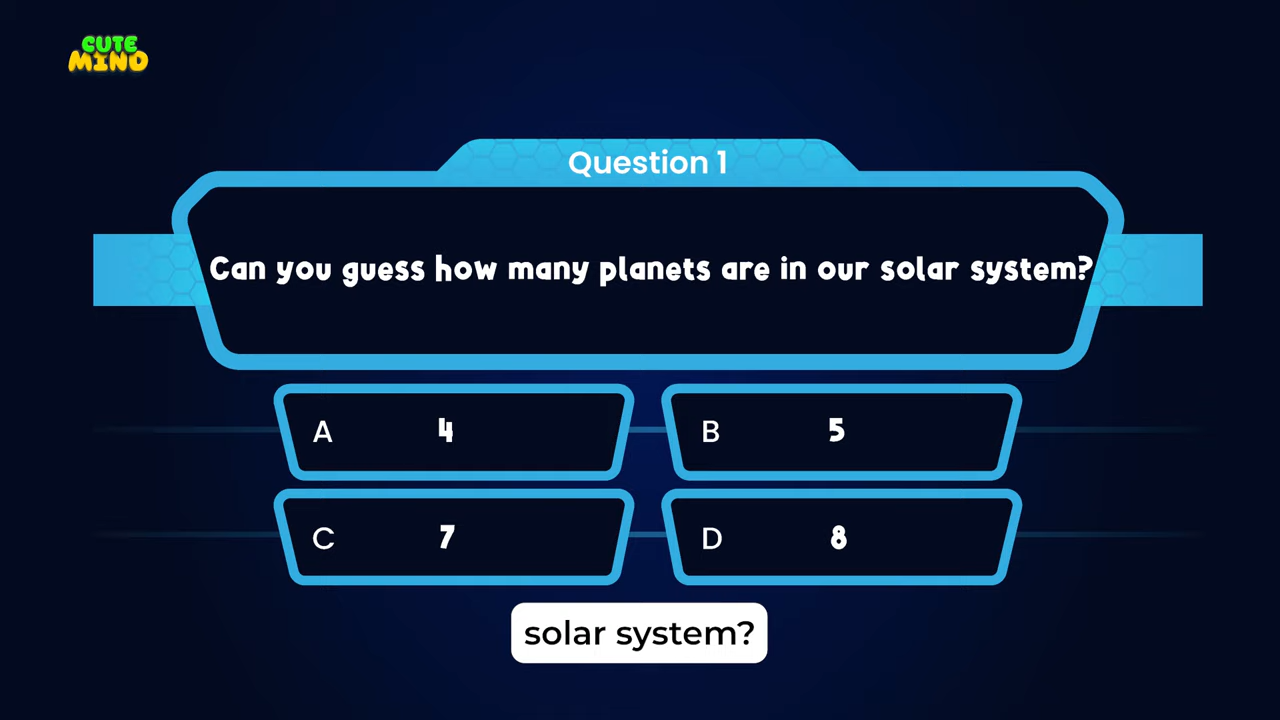 CUTE
MIND
Question 1
Can you guess how many planets are in our solar system?
A 4
B 5
C 7
D 8
solar system?